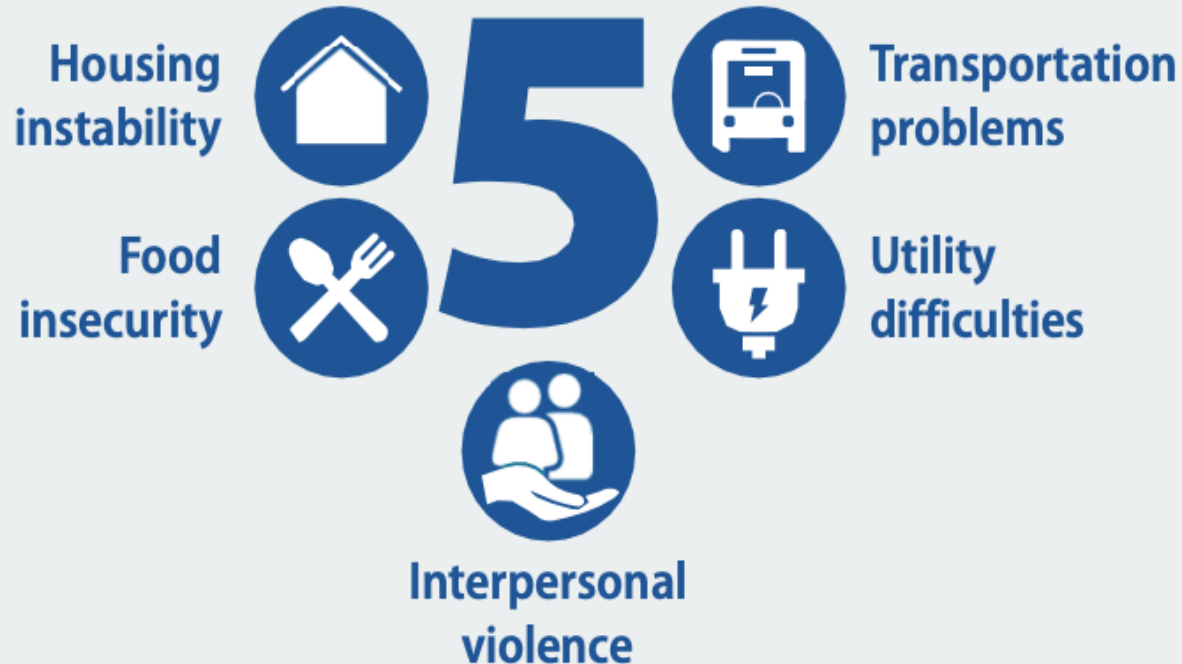 Housing
instability
5
Transportation
problems
Food
insecurity
Utility
difficulties
Interpersonal
violence